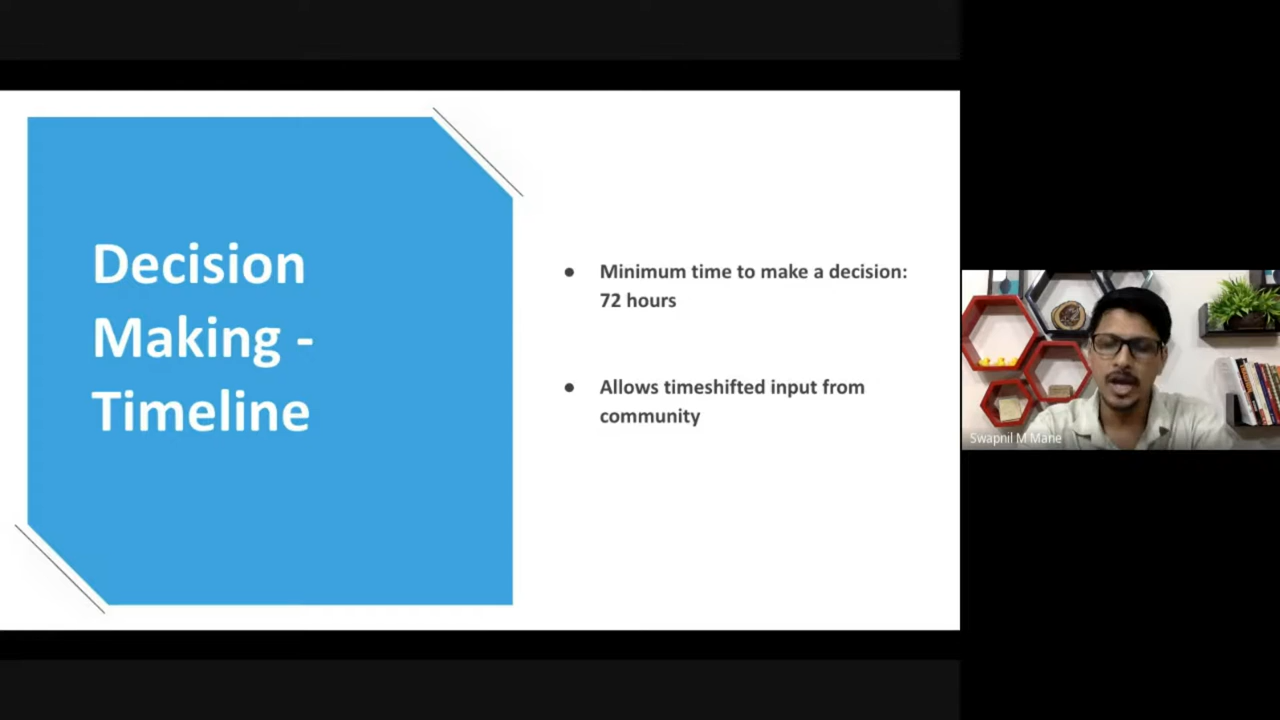 Decision
Making -
Timeline
● Minimum time to make a decision:
72 hours
● Allows timeshifted input from
community
Swapnil M Mane